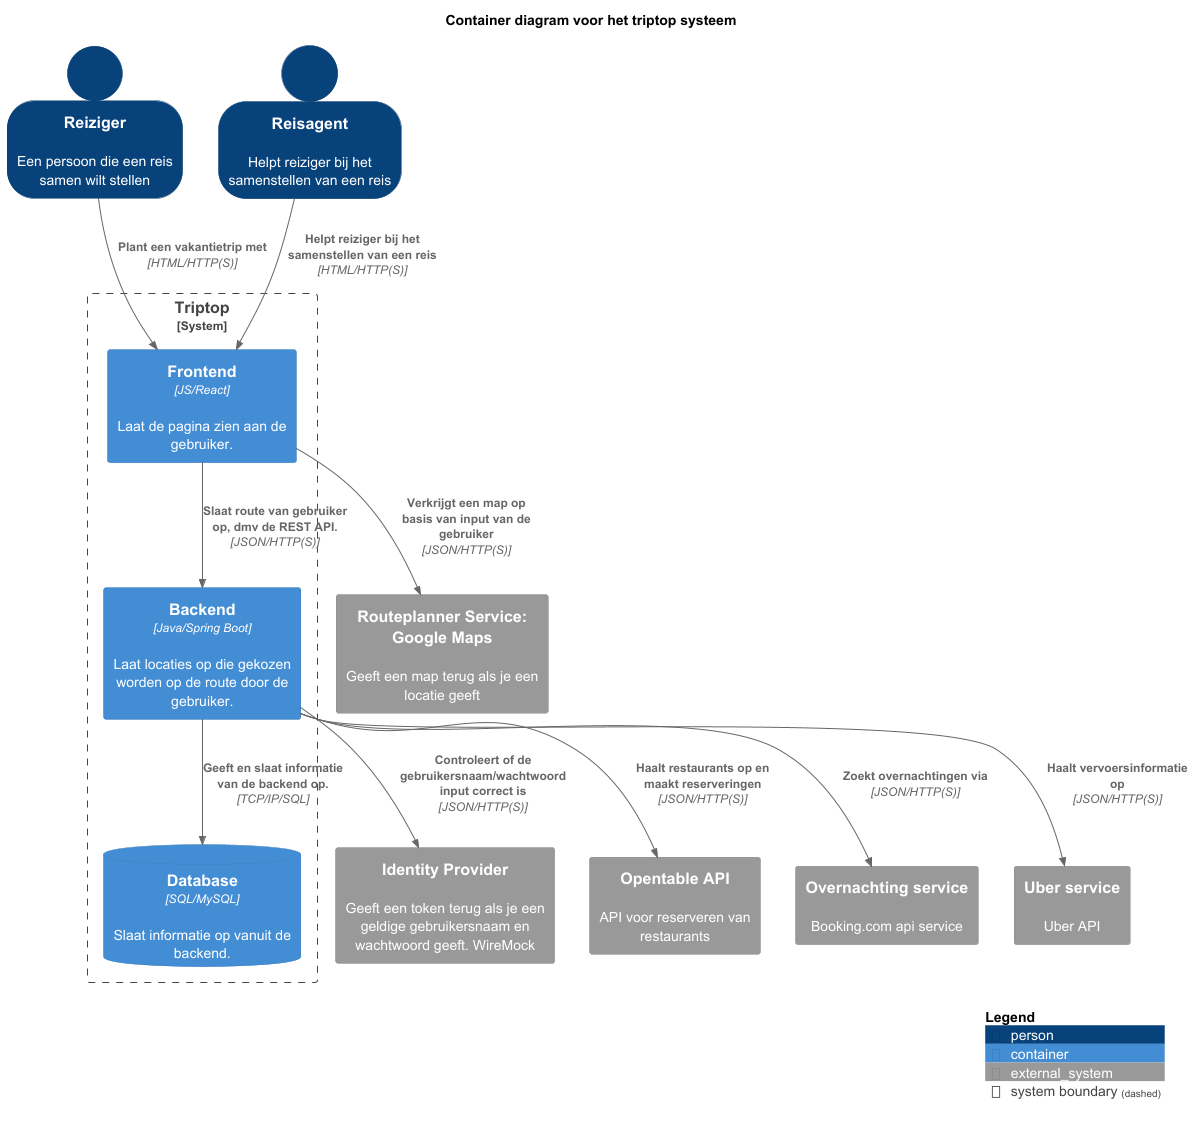 Container diagram voor het triptop systeem
Reiziger
Een persoon die een reis
samen wilt stellen
Reisagent
Helpt reiziger bij het
samenstellen van een reis
Plant een vakantietrip met
[HTML/HTTP(S)]
Helpt reiziger bij het
samenstellen van een reis
[HTML/HTTP(S)]
Triptop
[System]
Frontend
[JS/React]
Laat de pagina zien aan de
gebruiker.
Slaat route van gebruiker
op, dmv de REST API.
[JSON/HTTP(S)]
Verkrijgt een map op
basis van input van de
gebruiker
[JSON/HTTP(S)]
Backend
[Java/Spring Boot]
Laat locaties op die gekozen
worden op de route door de
gebruiker.
Routeplanner Service:
Google Maps
Geeft een map terug als je een
locatie geeft
Geeft en slaat informatie
van de backend op.
[TCP/IP/SQL]
Controleert of de
gebruikersnaam/wachtwoord
input correct is
[JSON/HTTP(S)]
Haalt restaurants op en
maakt reserveringen
[JSON/HTTP(S)]
Zoekt overnachtingen via
[JSON/HTTP(S)]
Haalt vervoersinformatie
op
[JSON/HTTP(S)]
Database
[SQL/MySQL]
Slaat informatie op vanuit de
backend.
Identity Provider
Geeft een token terug als je een
geldige gebruikersnaam en
wachtwoord geeft. WireMock
Opentable API
API voor reserveren van
restaurants
Overnachting service
Booking.com api service
Uber service
Uber API
Legend
person
container
external_system
system boundary (dashed)